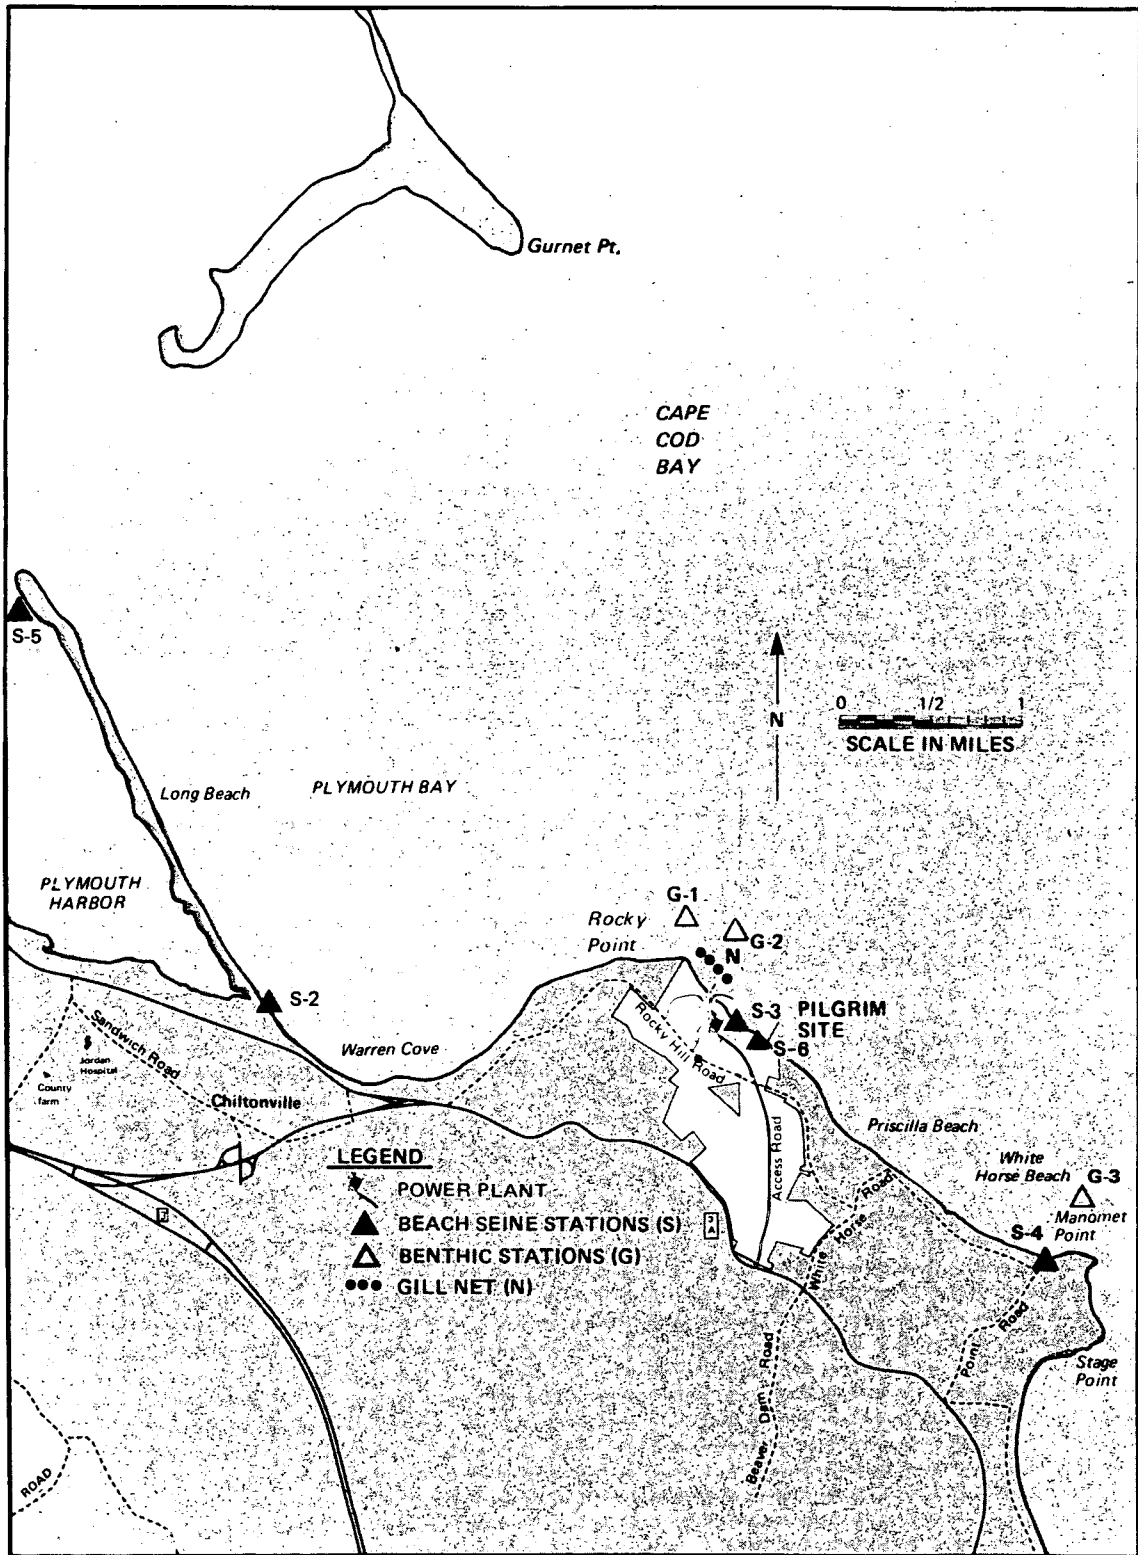 Gurnet Pt.
CAPE
COD
BAY
S-5
N
0 1/2 1
SCALE IN MILES
Long Beach
PLYMOUTH BAY
PLYMOUTH
HARBOR
G-1
Rocky
Point
G-2
N
S-2
S-3
PILGRIM
SITE
S-6
Sandwich Road
Jordan
Hospital
County
farm
Warren Cove
Rocky Hill Road
Chiltonville
Access Road
Priscilla Beach
White
Horse Beach
G-3
Manomet
Point
S-4
White Horse Road
LEGEND
POWER PLANT
BEACH SEINE STATIONS (S)
BENTHIC STATIONS (G)
GILL NET (N)
3
Point Road
Stage
Point
Beaver Dam Road
ROAD